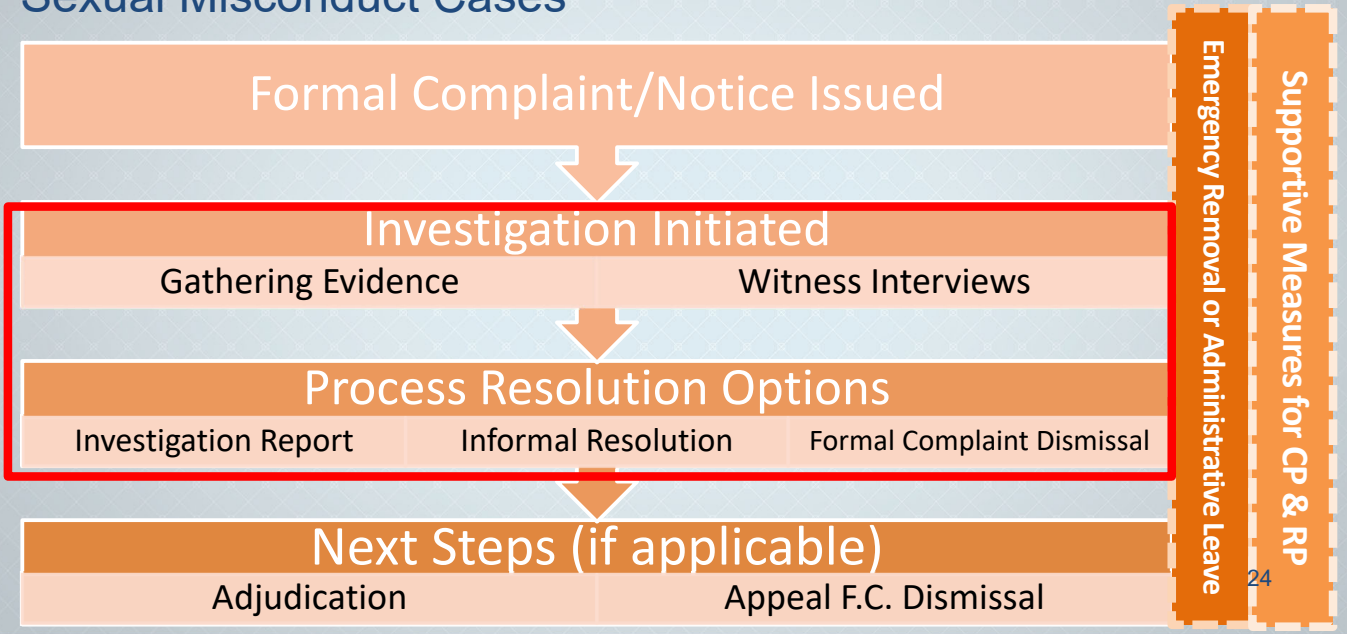 Sexual Misconduct Cases
Formal Complaint/Notice Issued
Investigation Initiated
Gathering Evidence
Witness Interviews
Process Resolution Options
Investigation Report
Informal Resolution
Formal Complaint Dismissal
Next Steps (if applicable)
Adjudication
Appeal F.C. Dismissal
Emergency Removal or Administrative Leave
Supportive Measures for CP & RP
24